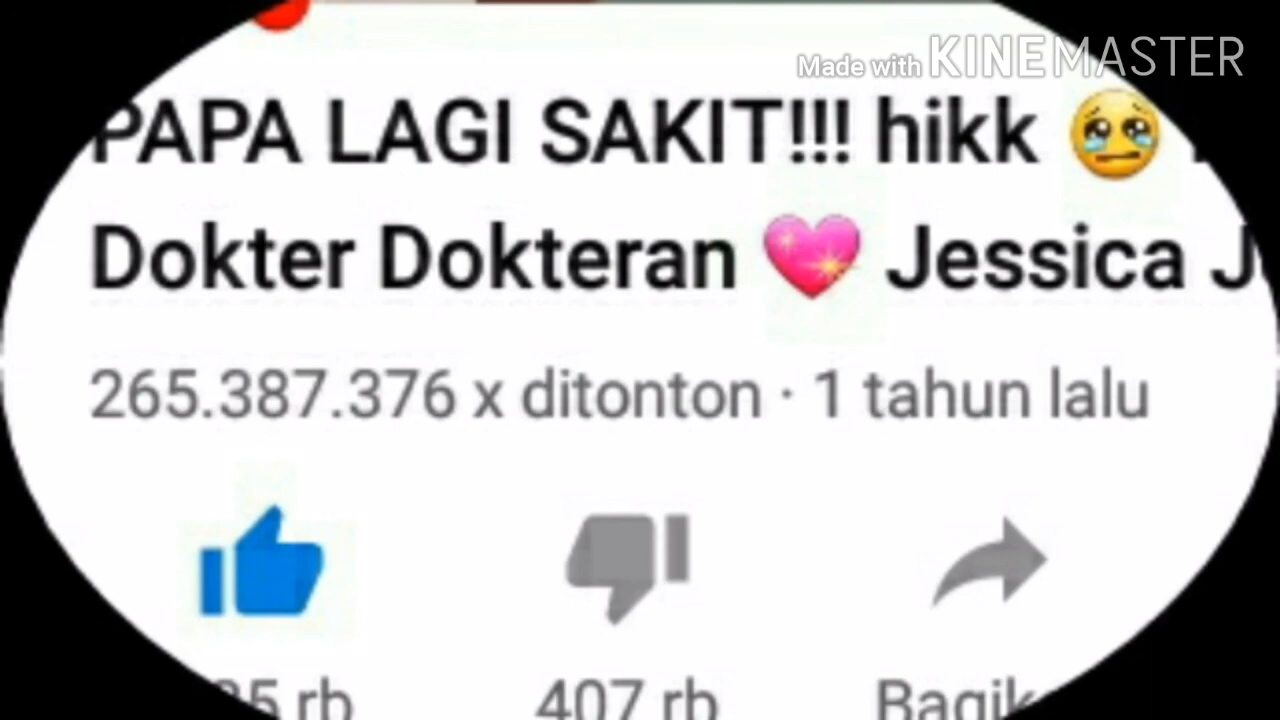 Made with KINEMASTER
PAPA LAGI SAKIT!!! hikk 🥹
Dokter Dokteran 💖 Jessica
265.387.376 x ditonton · 1 tahun lalu
rb 407 rb